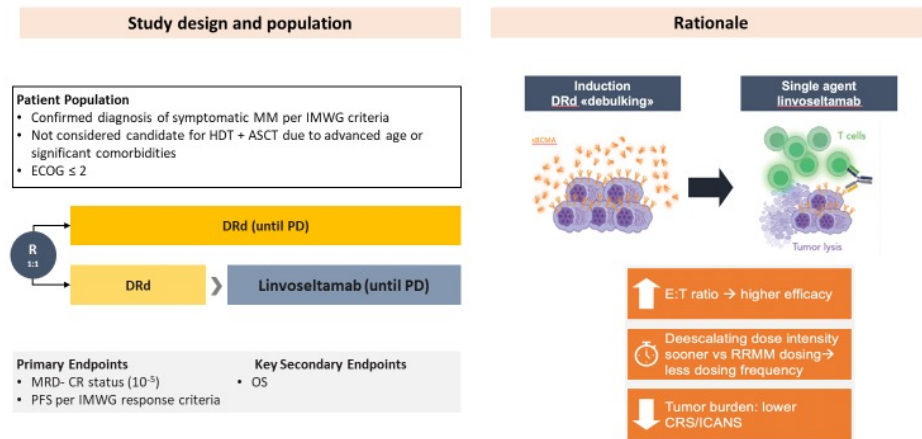 Study design and population
Patient Population
• Confirmed diagnosis of symptomatic MM per IMWG criteria
• Not considered candidate for HDT + ASCT due to advanced age or
significant comorbidities
• ECOG ≤ 2
R
1:1
DRd (until PD)
DRd
Linvoseltamab (until PD)
Primary Endpoints
• MRD- CR status (10-5)
• PFS per IMWG response criteria
Key Secondary Endpoints
• OS
Rationale
Induction
DRd «debulking»
Single agent
linvoseltamab
sBCMA
T cells
Tumor lysis
E:T ratio → higher efficacy
Deescalating dose intensity
sooner vs RRMM dosing→
less dosing frequency
Tumor burden: lower
CRS/ICANS